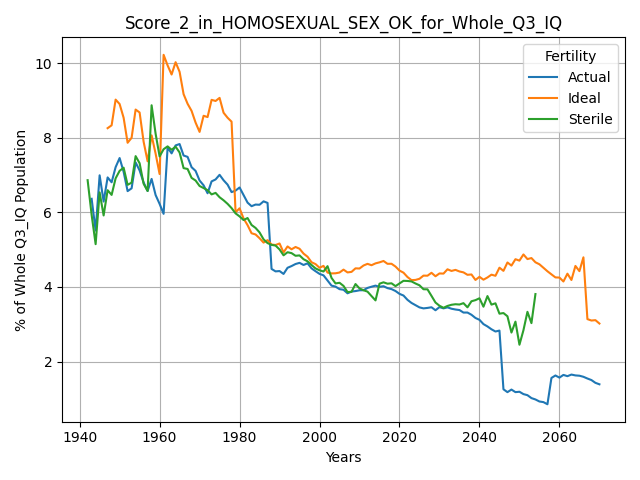 Score_2_in_HOMOSEXUAL_SEX_OK_for_Whole_Q3_IQ
Fertility
Actual
Ideal
Sterile
% of Whole Q3_IQ Population
10
8
6
4
2
1940
1960
1980
2000
2020
2040
2060
Years